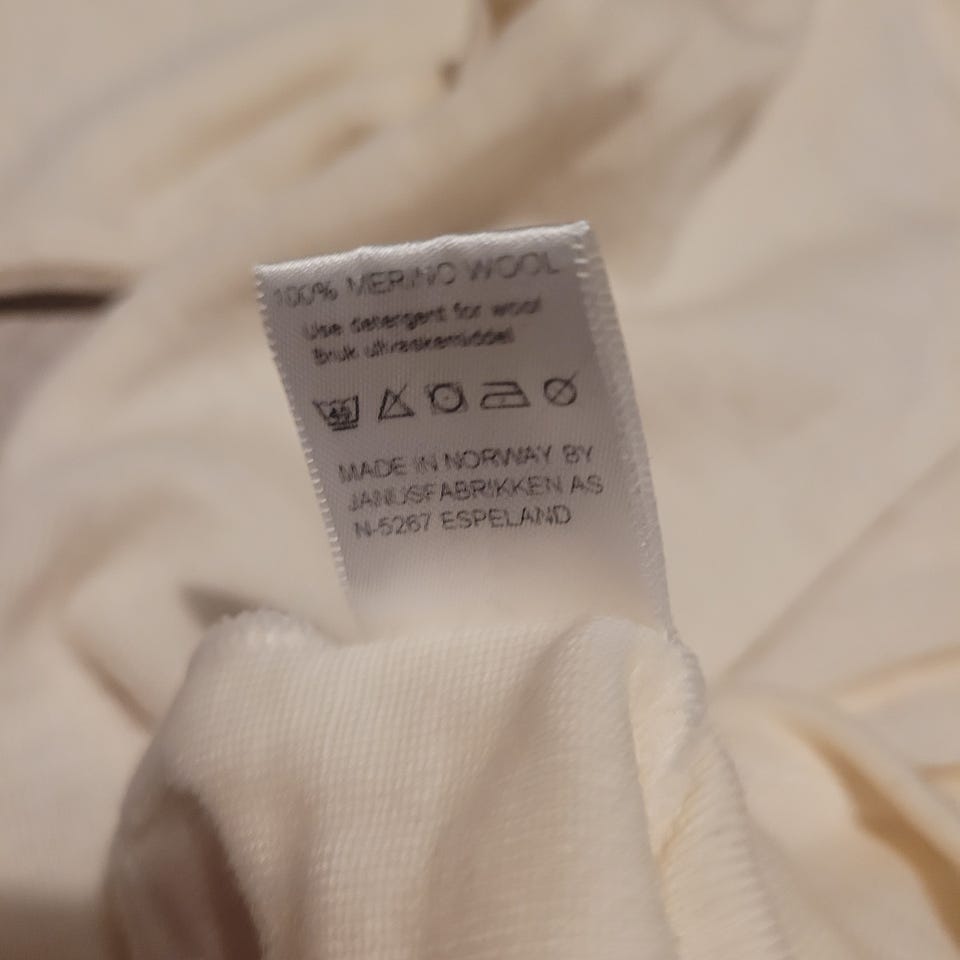 100% MERINO WOOL
Use detergent for wool
Bruk ullvaskemiddel
40
MADE IN NORWAY BY
JANUSFABRIKKEN AS
N-5267 ESPELAND